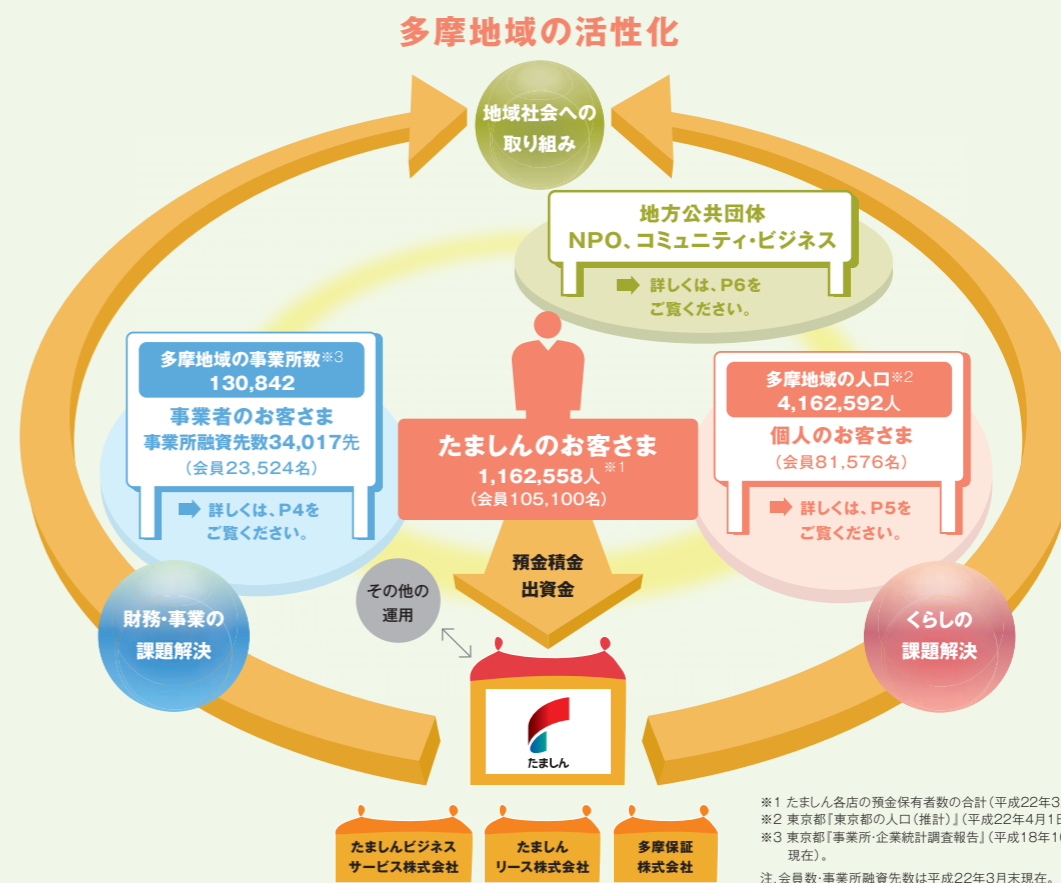 多摩地域の活性化
地域社会への
取り組み
地方公共団体
NPO、コミュニティ・ビジネス
➡ 詳しくは、P6を
ご覧ください。
多摩地域の事業所数※3
130,842
事業者のお客さま
事業所融資先数34,017先
（会員23,524名）
➡ 詳しくは、P4を
ご覧ください。
たましんのお客さま
1,162,558人※1
（会員105,100名）
多摩地域の人口※2
4,162,592人
個人のお客さま
（会員81,576名）
➡ 詳しくは、P5を
ご覧ください。
預金積金
出資金
その他の
運用
財務・事業の
課題解決
くらしの
課題解決
たましん
たましんビジネス
サービス株式会社
たましん
リース株式会社
多摩保証
株式会社
※1 たましん各店の預金保有者数の合計（平成22年3
※2 東京都『東京都の人口（推計）』（平成22年4月1
※3 東京都『事業所・企業統計調査報告』（平成18年1
現在）。
注.会員数・事業所融資先数は平成22年3月末現在。